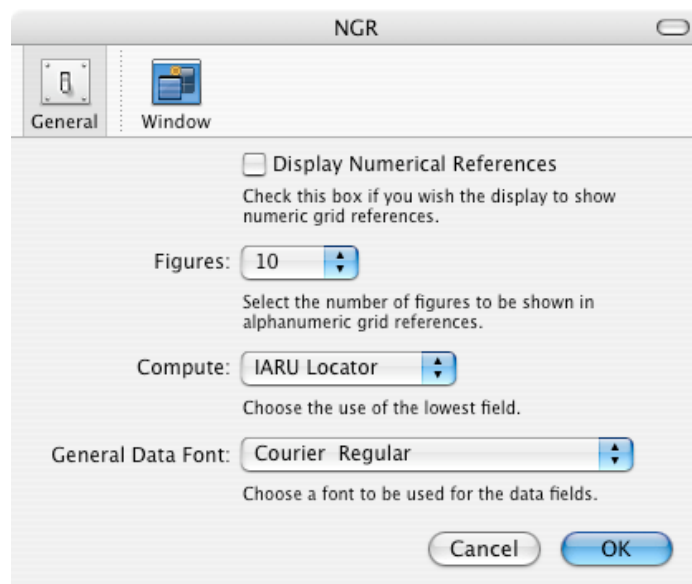 NGR
General
Window
Display Numerical References
Check this box if you wish the display to show
numeric grid references.
Figures: 10
Select the number of figures to be shown in
alphanumeric grid references.
Compute: IARU Locator
Choose the use of the lowest field.
General Data Font: Courier Regular
Choose a font to be used for the data fields.
Cancel OK